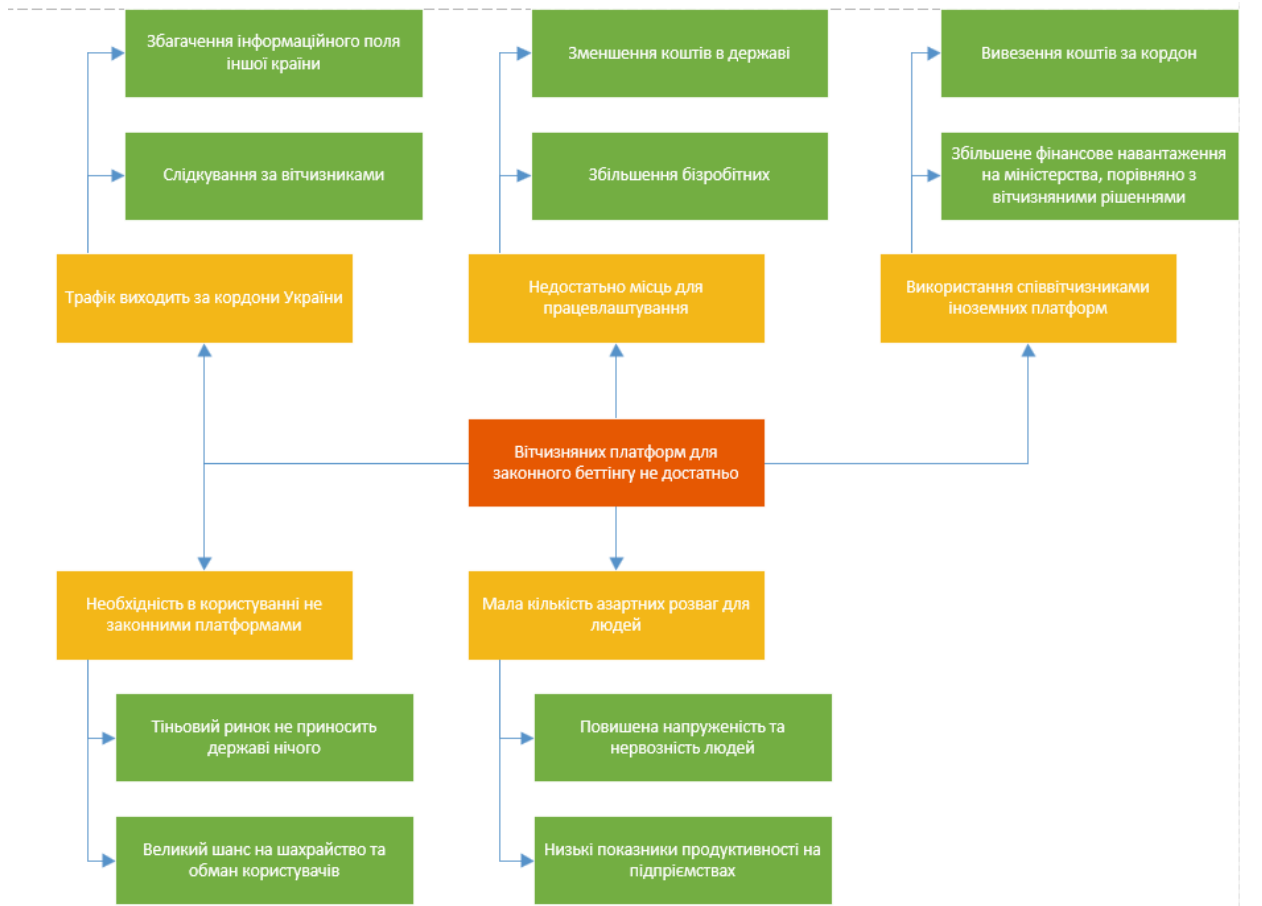 Збагачення інформаційного поля
іншої країни
Зменшення коштів в державі
Вивезення коштів за кордон
Слідкування за вітчизниками
Збільшення бізробітних
Збільшене фінансове навантаження
на міністерства, порівняно з
вітчизняними рішеннями
Трафік виходить за кордони України
Недостатьно місць для
працевлаштування
Використання співвітчизниками
іноземних платформ
Вітчизняних платформ для
законного беттінгу не достатньо
Необхідність в користуванні не
законними платформами
Мала кількість азартних розваг для
людей
Тіньовий ринок не приносить
державі нічого
Повишена напруженість та
нервозність людей
Великий шанс на шахрайство та
обман користувачів
Низькі показники продуктивності на
підпріємствах